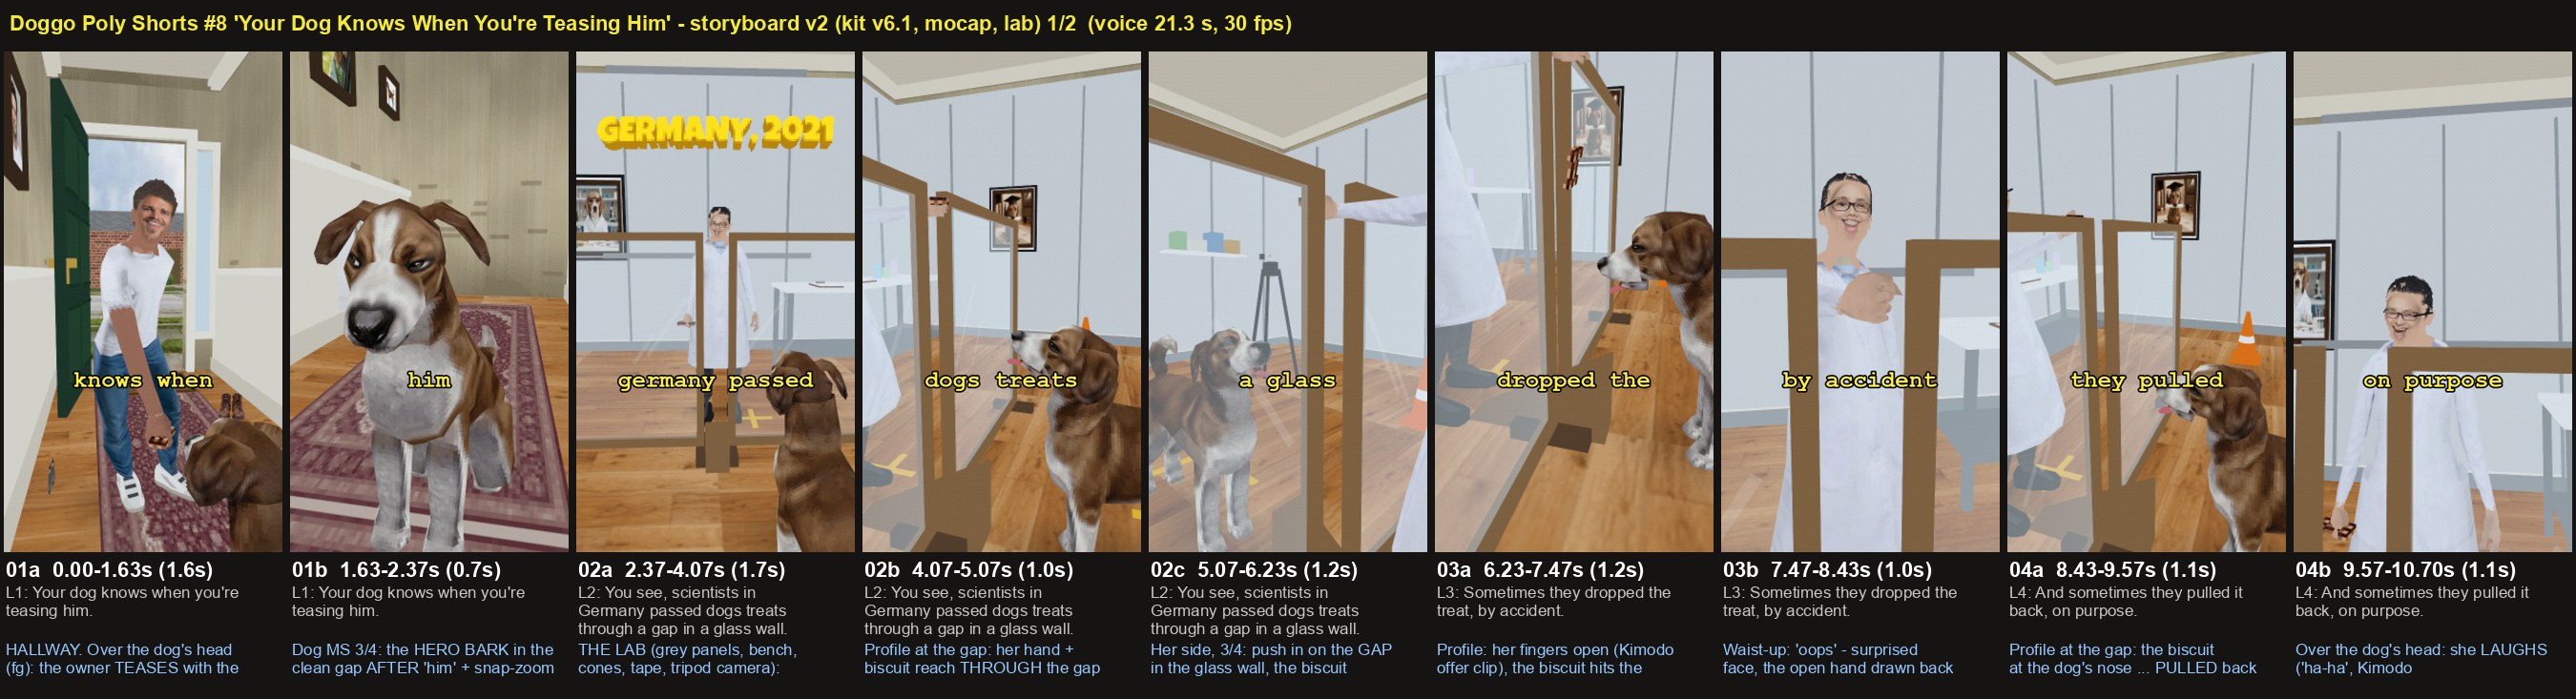 Doggo Poly Shorts #8 'Your Dog Knows When You're Teasing Him' - storyboard v2 (kit v6.1, mocap, lab) 1/2  (voice 21.3 s, 30 fps)
knows when
01a  0.00-1.63s (1.6s)
L1: Your dog knows when you're
teasing him.
HALLWAY. Over the dog's head
(fg): the owner TEASES with the
him
01b  1.63-2.37s (0.7s)
L1: Your dog knows when you're
teasing him.
Dog MS 3/4: the HERO BARK in the
clean gap AFTER 'him' + snap-zoom
GERMANY, 2021
germany passed
02a  2.37-4.07s (1.7s)
L2: You see, scientists in
Germany passed dogs treats
through a gap in a glass wall.
THE LAB (grey panels, bench,
cones, tape, tripod camera):
dogs treats
02b  4.07-5.07s (1.0s)
L2: You see, scientists in
Germany passed dogs treats
through a gap in a glass wall.
Profile at the gap: her hand +
biscuit reach THROUGH the gap
a glass
02c  5.07-6.23s (1.2s)
L2: You see, scientists in
Germany passed dogs treats
through a gap in a glass wall.
Her side, 3/4: push in on the GAP
in the glass wall, the biscuit
dropped the
03a  6.23-7.47s (1.2s)
L3: Sometimes they dropped the
treat, by accident.
Profile: her fingers open (Kimodo
offer clip), the biscuit hits the
by accident
03b  7.47-8.43s (1.0s)
L3: Sometimes they dropped the
treat, by accident.
Waist-up: 'oops' - surprised
face, the open hand drawn back
they pulled
04a  8.43-9.57s (1.1s)
L4: And sometimes they pulled it
back, on purpose.
Profile at the gap: the biscuit
at the dog's nose ... PULLED back
on purpose
04b  9.57-10.70s (1.1s)
L4: And sometimes they pulled it
back, on purpose.
Over the dog's head: she LAUGHS
('ha-ha', Kimodo